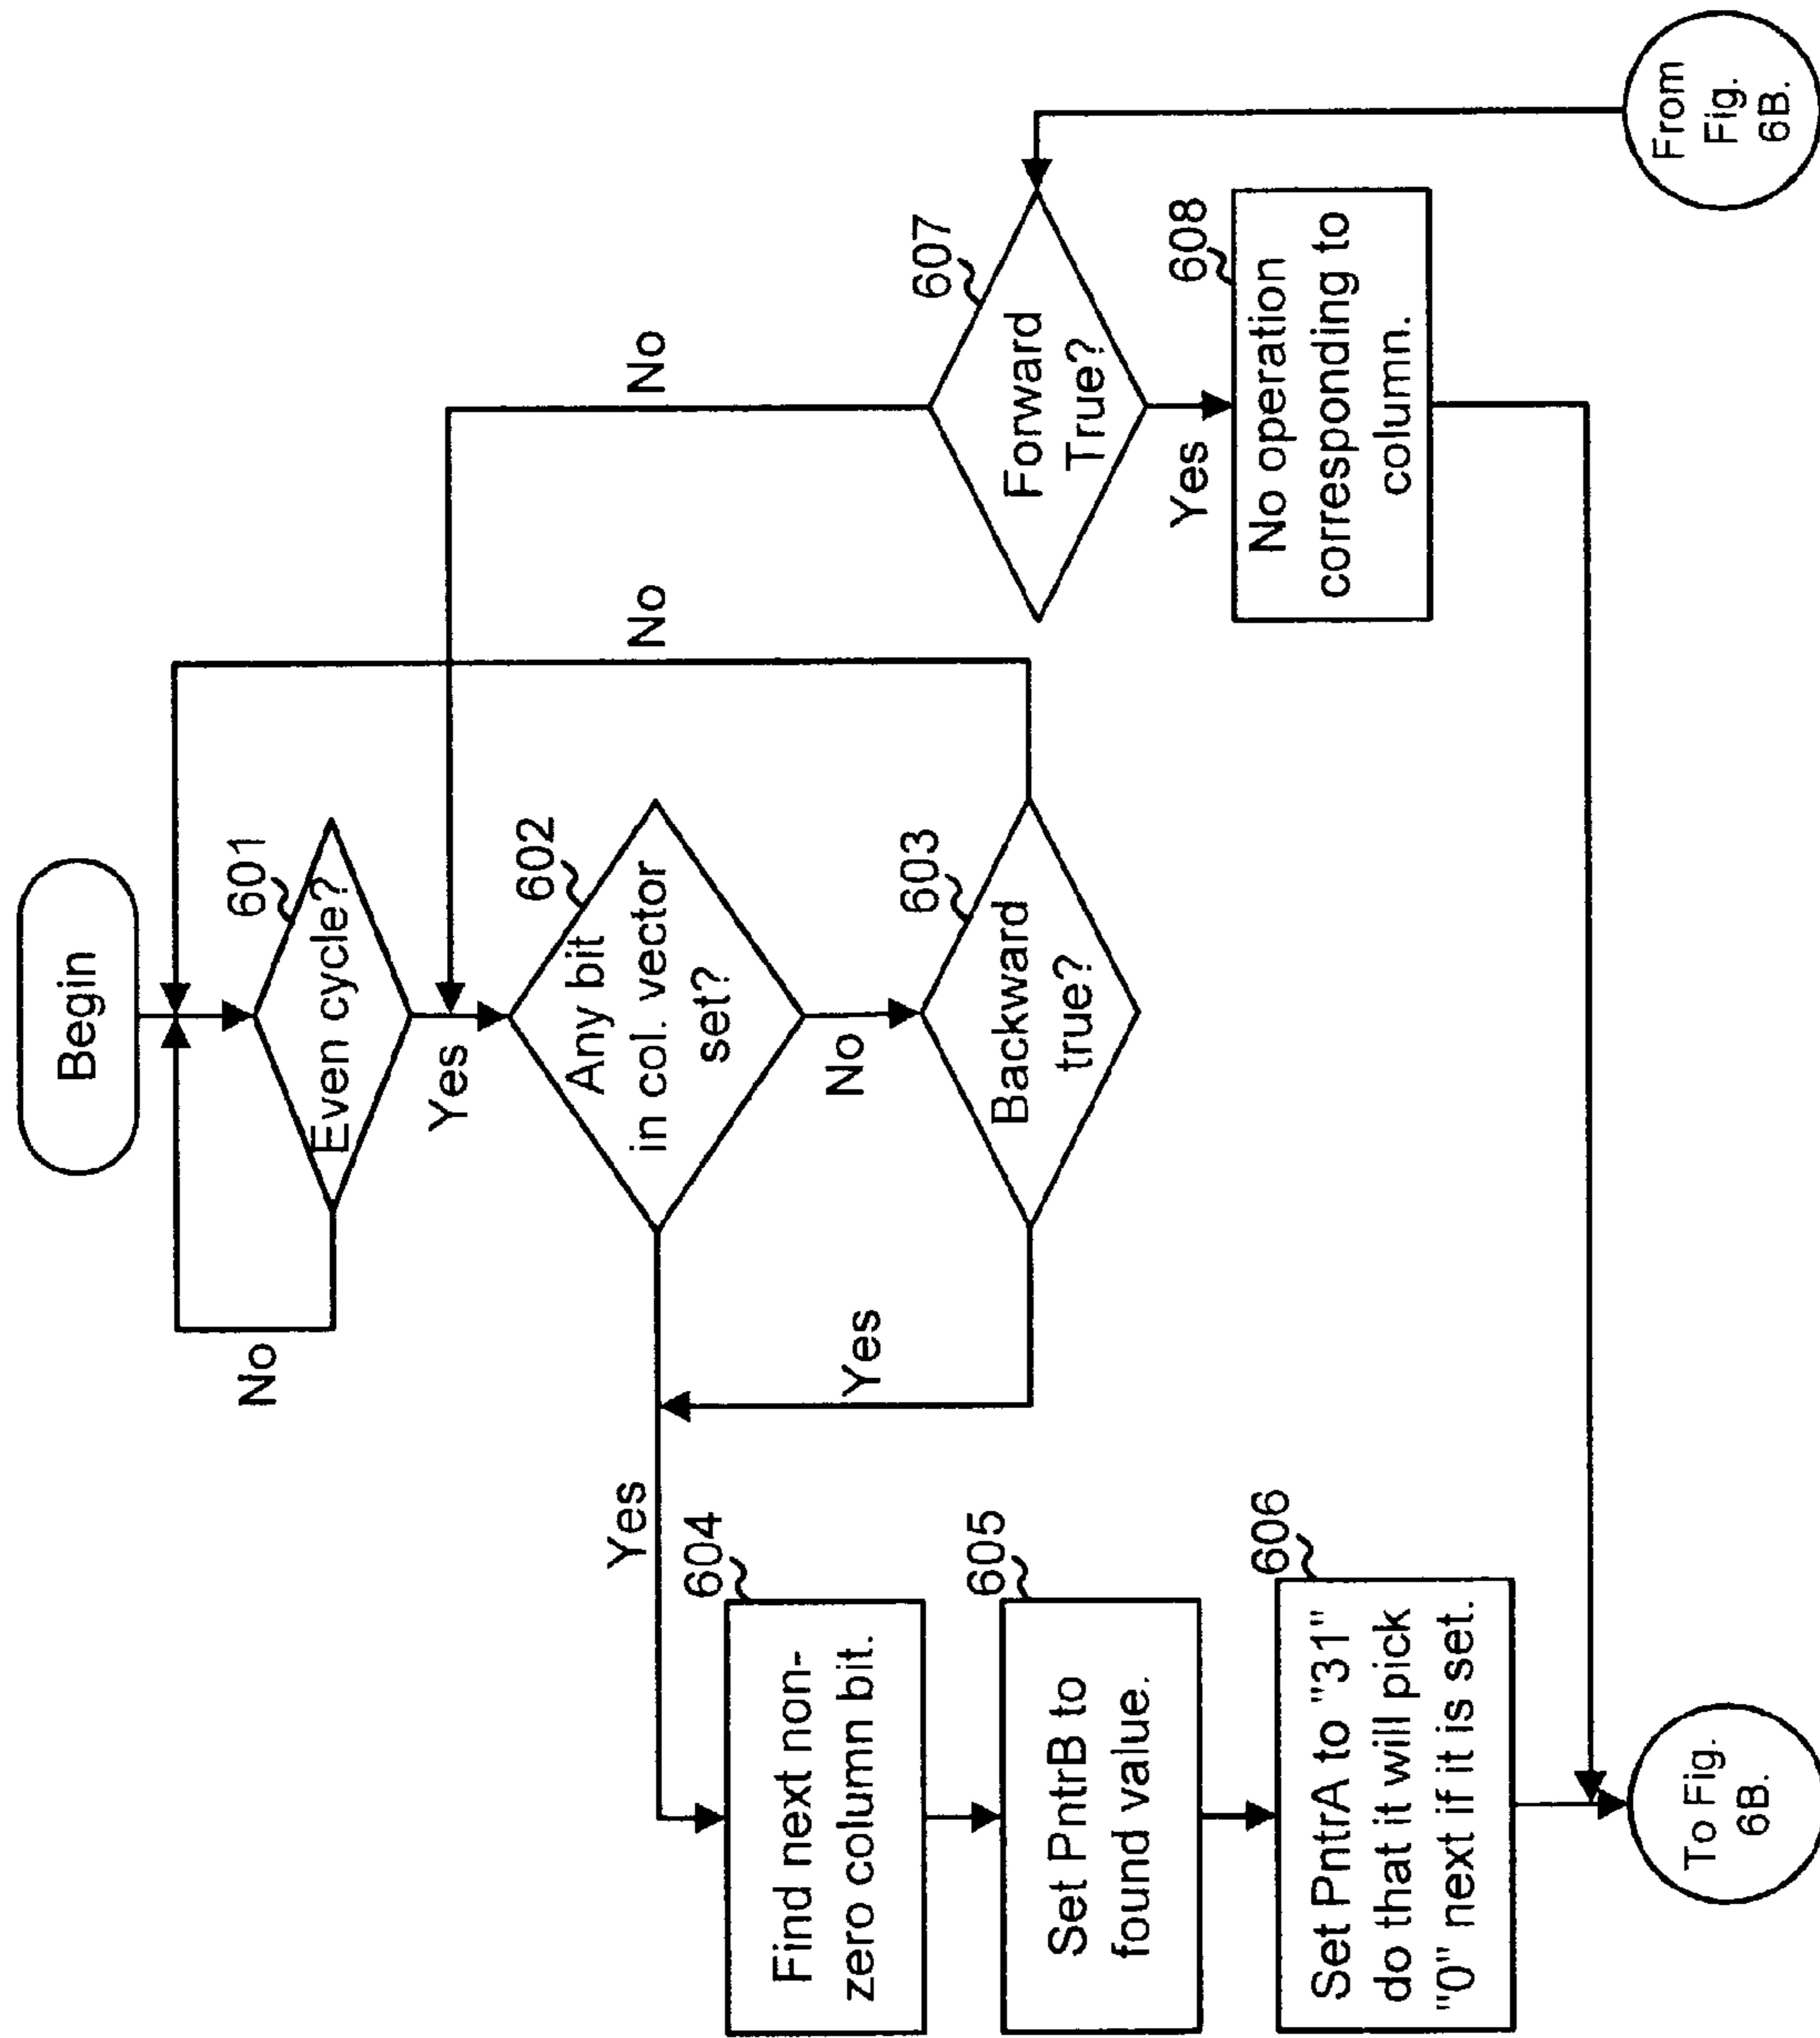 Begin
601
Even cycle?
No
Yes
602
Any bit
in col. vector
set?
No
603
Backward
true?
Yes
No
Yes
604
Find next non-
zero column bit.
605
Set PntrB to
found value.
606
Set PntrA to "31"
do that it will pick
"0" next if it is set.
To Fig.
6B.
No
607
Forward
True?
Yes
608
No operation
corresponding to
column.
From
Fig.
6B.